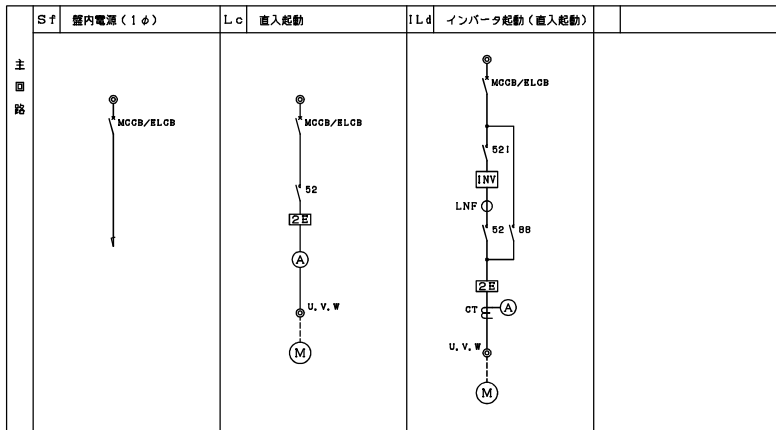 Sf 盤内電源(1φ) Lc 直入起動 ILd インバータ起動(直入起動)
主回路
MCCB/ELCB
MCCB/ELCB
52
2E
A
U.V.W
M
MCCB/ELCB
52I
INV
LNF
52 88
2E
CT A
U.V.W
M